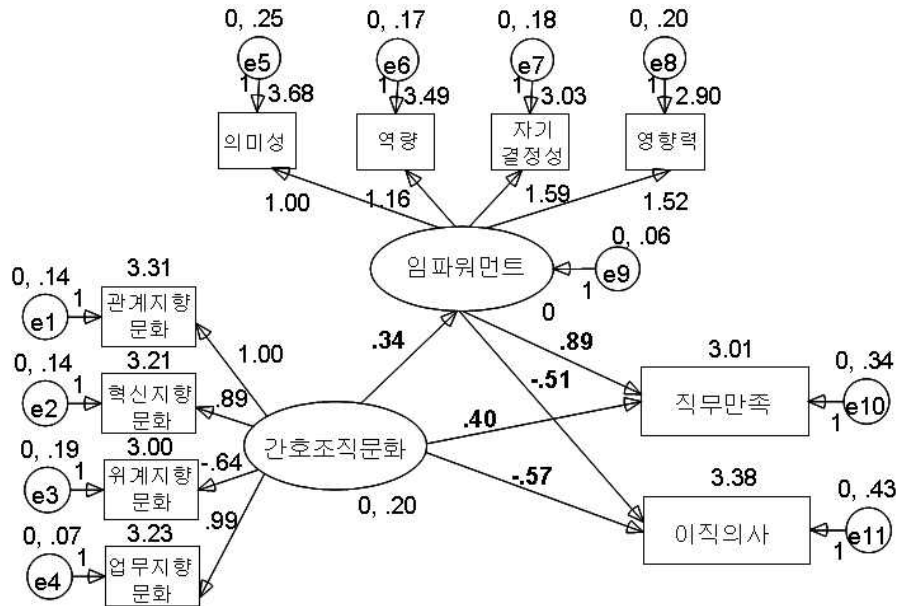 0, .25
0, .17
0, .18
0, .20
e5
e6
e7
e8
1
1
1
1
3.68
3.49
3.03
2.90
의미성
역량
자기
결정성
영향력
1.00
1.16
1.59
1.52
임파워먼트
0, .06
e9
1
0
0, .14
3.31
e1
1
관계지향
문화
1.00
.34
.89
-.51
0, .14
3.21
e2
1
혁신지향
문화
.89
3.01
0, .34
직무만족
e10
1
.40
간호조직문화
0, .20
0, .19
3.00
e3
1
위계지향
문화
-.64
-.57
3.38
0, .43
이직의사
e11
1
0, .07
3.23
e4
1
업무지향
문화
.99